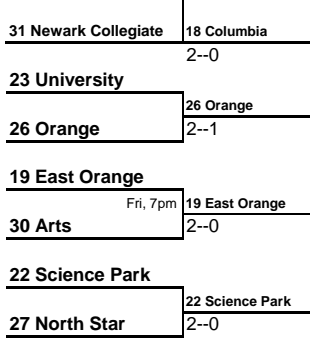 31 Newark Collegiate 18 Columbia
2--0
23 University
26 Orange
26 Orange 2--1
19 East Orange
Fri, 7pm 19 East Orange
30 Arts 2--0
22 Science Park
22 Science Park
27 North Star 2--0